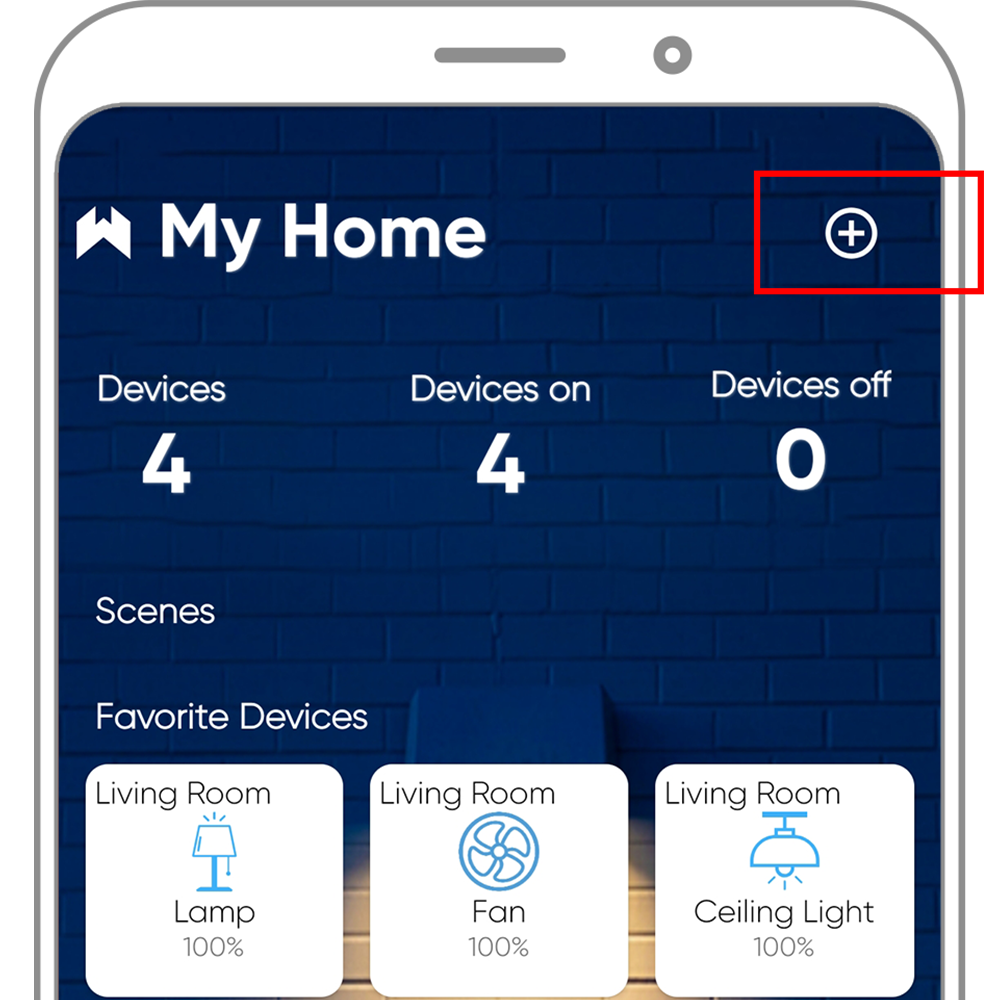 My Home
Devices
Devices on
Devices off
4
4
0
Scenes
Favorite Devices
Living Room
Living Room
Living Room
Lamp
Fan
Ceiling Light
100%
100%
100%